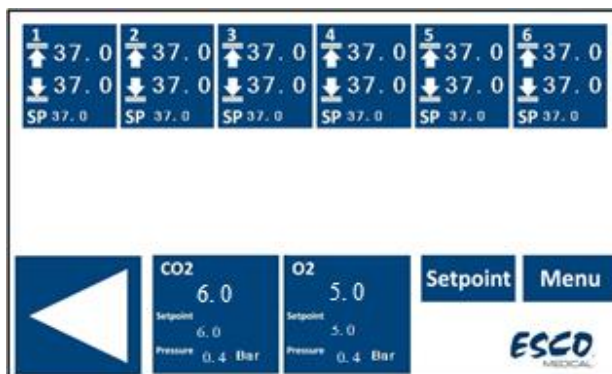 1 2 3 4 5 6
37.0 37.0 37.0 37.0 37.0 37.0
37.0 37.0 37.0 37.0 37.0 37.0
SP 37.0 SP 37.0 SP 37.0 SP 37.0 SP 37.0 SP 37.0
CO2
6.0
Setpoint
6.0
Pressure 0.4 Bar
O2
5.0
Setpoint
5.0
Pressure 0.4 Bar
Setpoint
Menu
ESCO
MEDICAL